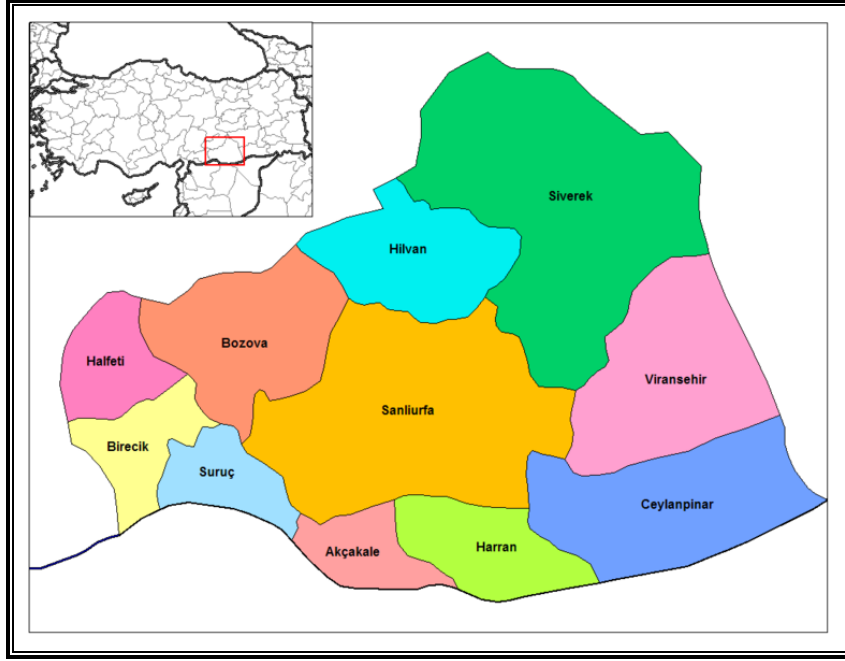 Siverek
Hilvan
Bozova
Halfeti
Viransehir
Sanliurfa
Birecik
Suruç
Ceylanpinar
Akçakale
Harran